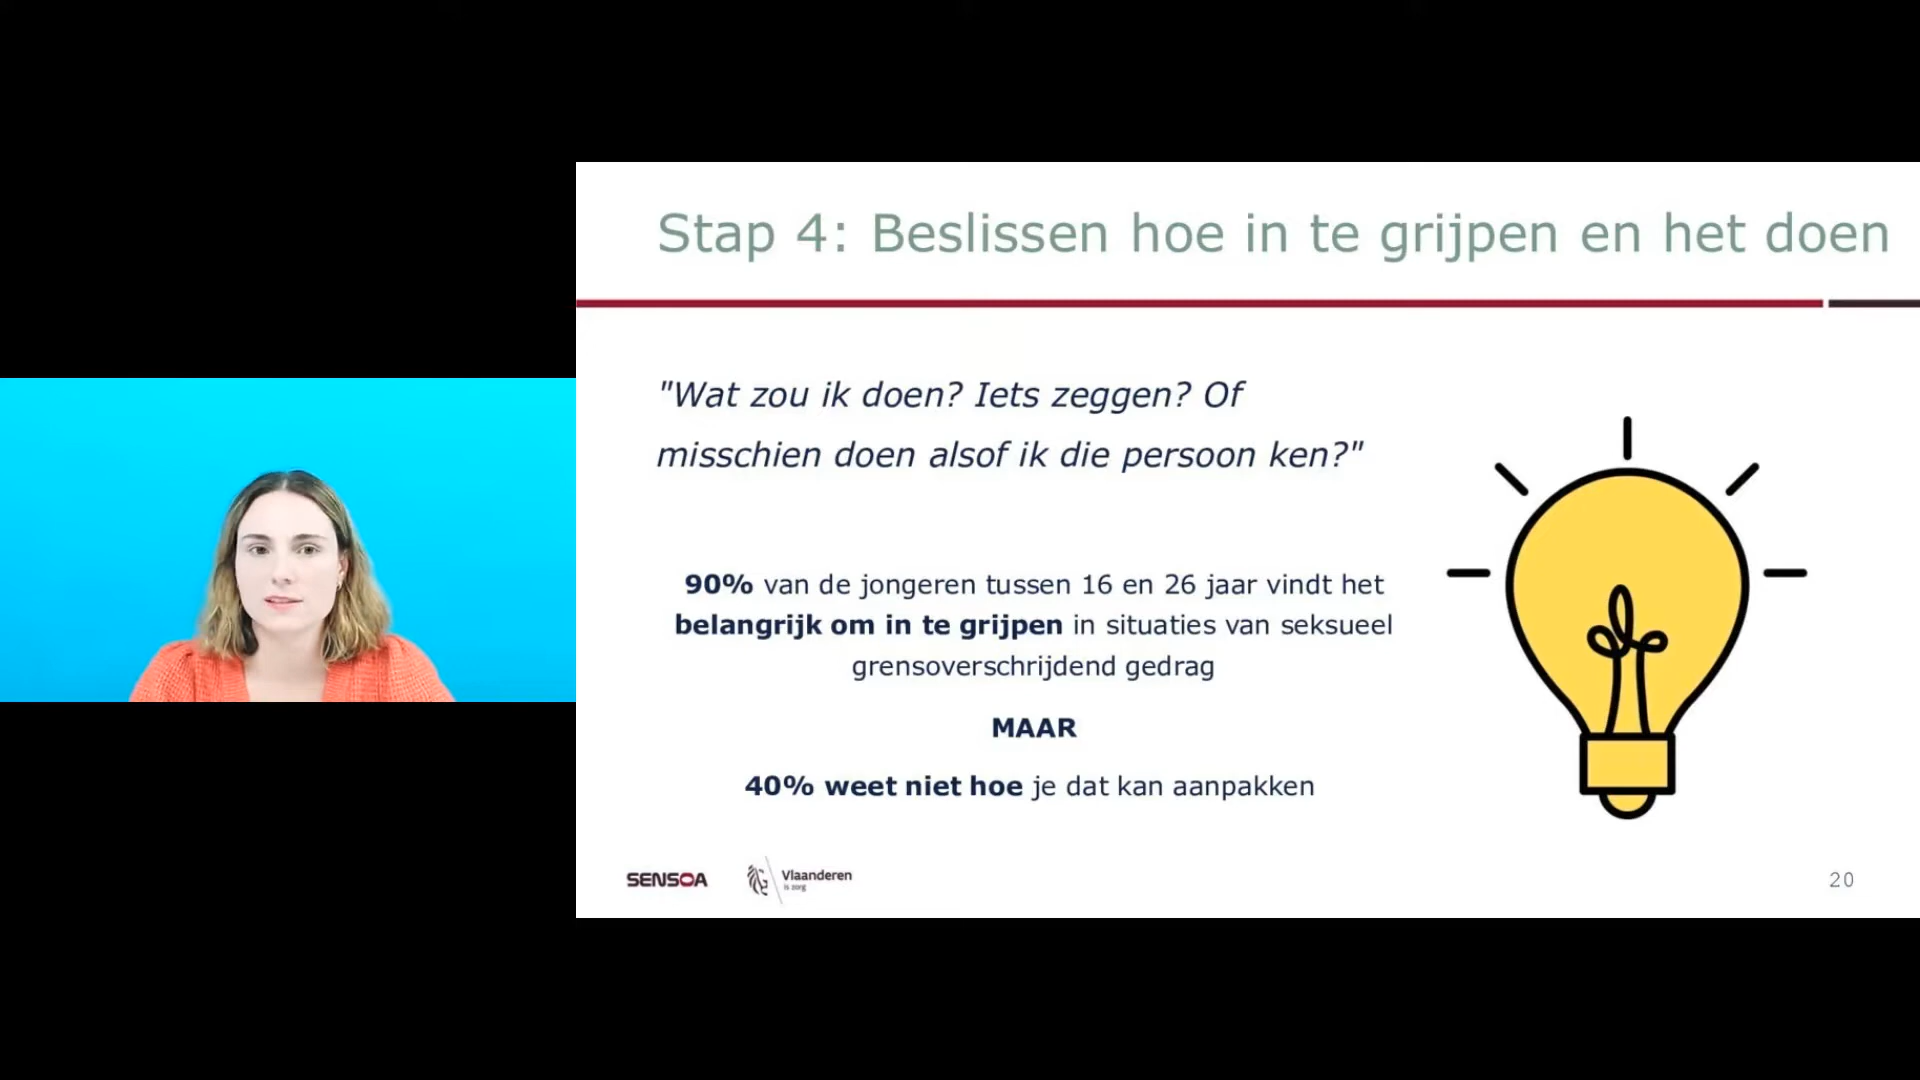 Stap 4: Beslissen hoe in te grijpen en het doen
"Wat zou ik doen? Iets zeggen? Of
misschien doen alsof ik die persoon ken?"
90% van de jongeren tussen 16 en 26 jaar vindt het
belangrijk om in te grijpen in situaties van seksueel
grensoverschrijdend gedrag
MAAR
40% weet niet hoe je dat kan aanpakken
SENSOA
Vlaanderen
is zorg
20